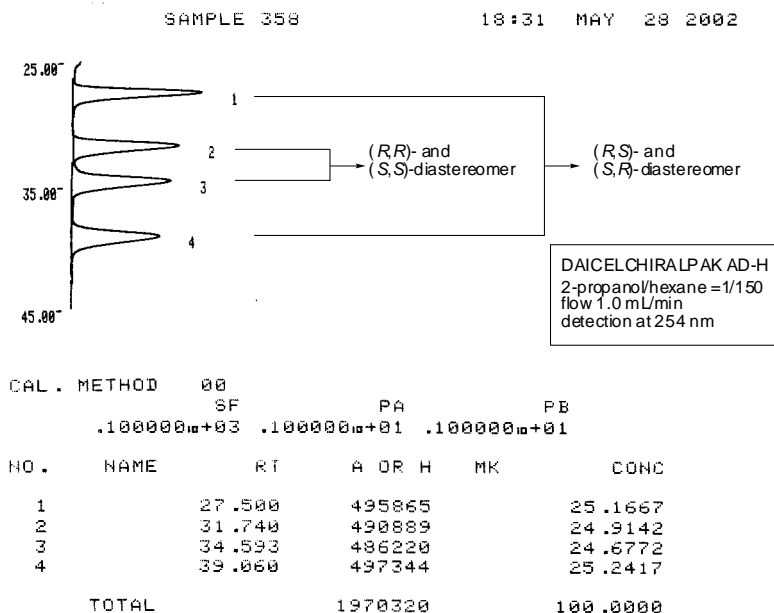 SAMPLE 358 18:31 MAY 28 2002
25.00
1
2
(R,R)- and
(S,S)-diastereomer
(R,S)- and
(S,R)-diastereomer
35.00
3
4
DAICELCHIRALPAK AD-H
2-propanol/hexane =1/150
flow 1.0 mL/min
detection at 254 nm
45.00
CAL. METHOD 00
SF PA PB
.100000₁₀+03 .100000₁₀+01 .100000₁₀+01
NO. NAME RT A OR H MK CONC
1 27.500 495865 25.1667
2 31.740 490889 24.9142
3 34.593 486220 24.6772
4 39.060 497344 25.2417
TOTAL 1970320 100.0000